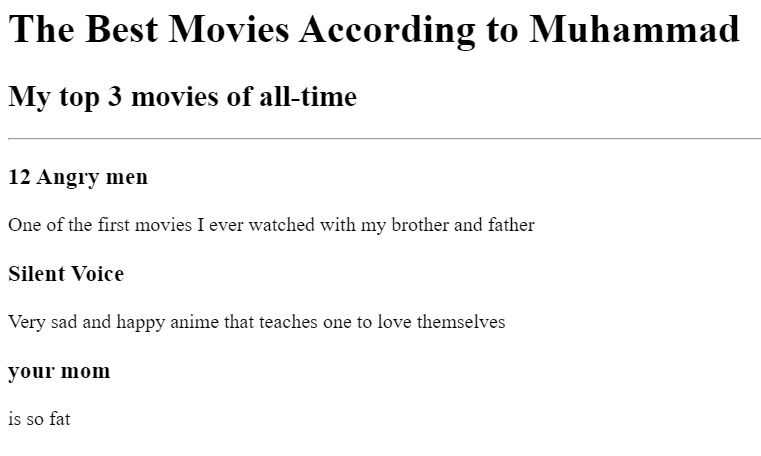 The Best Movies According to Muhammad
My top 3 movies of all-time
12 Angry men
One of the first movies I ever watched with my brother and father
Silent Voice
Very sad and happy anime that teaches one to love themselves
your mom
is so fat